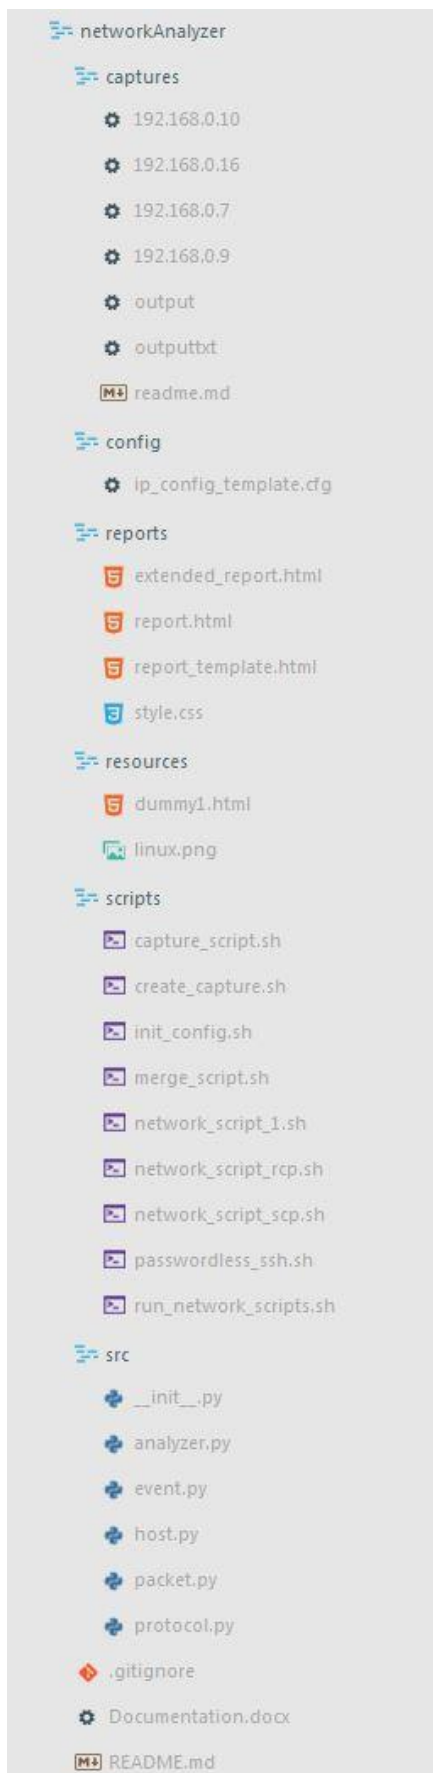 networkAnalyzer
captures
192.168.0.10
192.168.0.16
192.168.0.7
192.168.0.9
output
outputtxt
readme.md
config
ip_config_template.cfg
reports
extended_report.html
report.html
report_template.html
style.css
resources
dummy1.html
linux.png
scripts
capture_script.sh
create_capture.sh
init_config.sh
merge_script.sh
network_script_1.sh
network_script_rcp.sh
network_script_scp.sh
passwordless_ssh.sh
run_network_scripts.sh
src
__init__.py
analyzer.py
event.py
host.py
packet.py
protocol.py
.gitignore
Documentation.docx
README.md